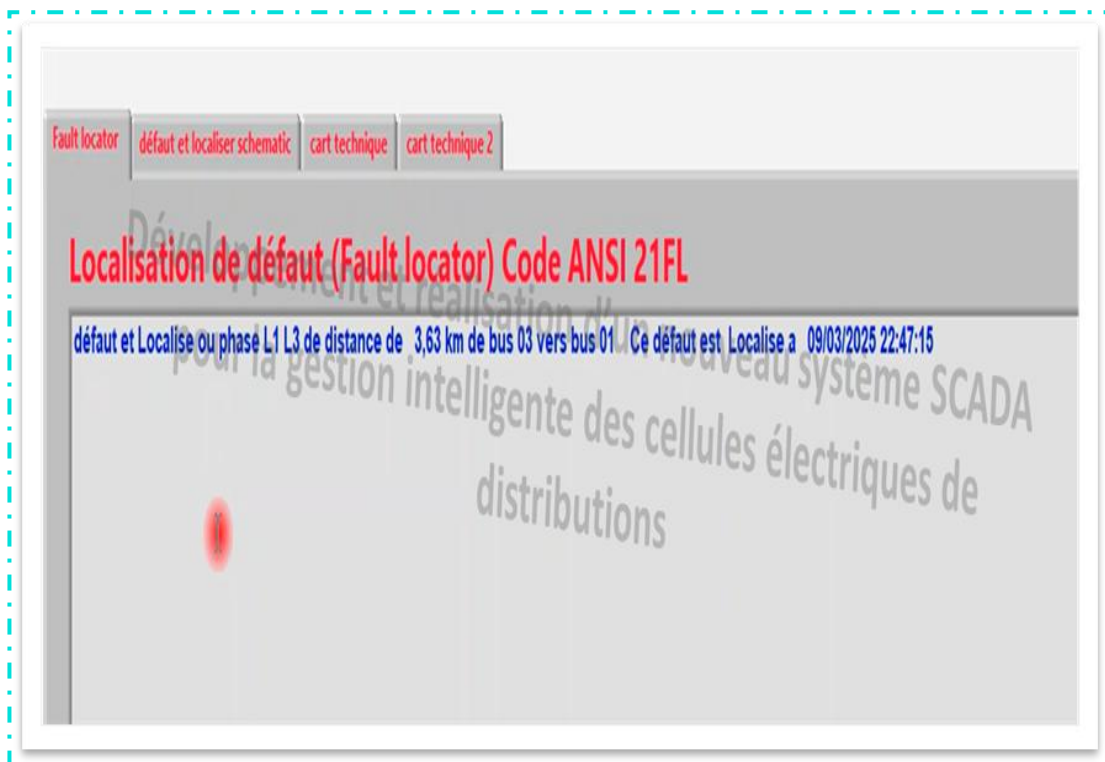 Fault locator
défaut et localiser schematic
cart technique
cart technique 2
Localisation de défaut (Fault locator) Code ANSI 21FL
défaut et Localise ou phase L1 L3 de distance de 3,63 km de bus 03 vers bus 01 Ce défaut est Localise a 09/03/2025 22:47:15
Développement et réalisation d'un nouveau système SCADA
pour la gestion intelligente des cellules électriques de
distributions